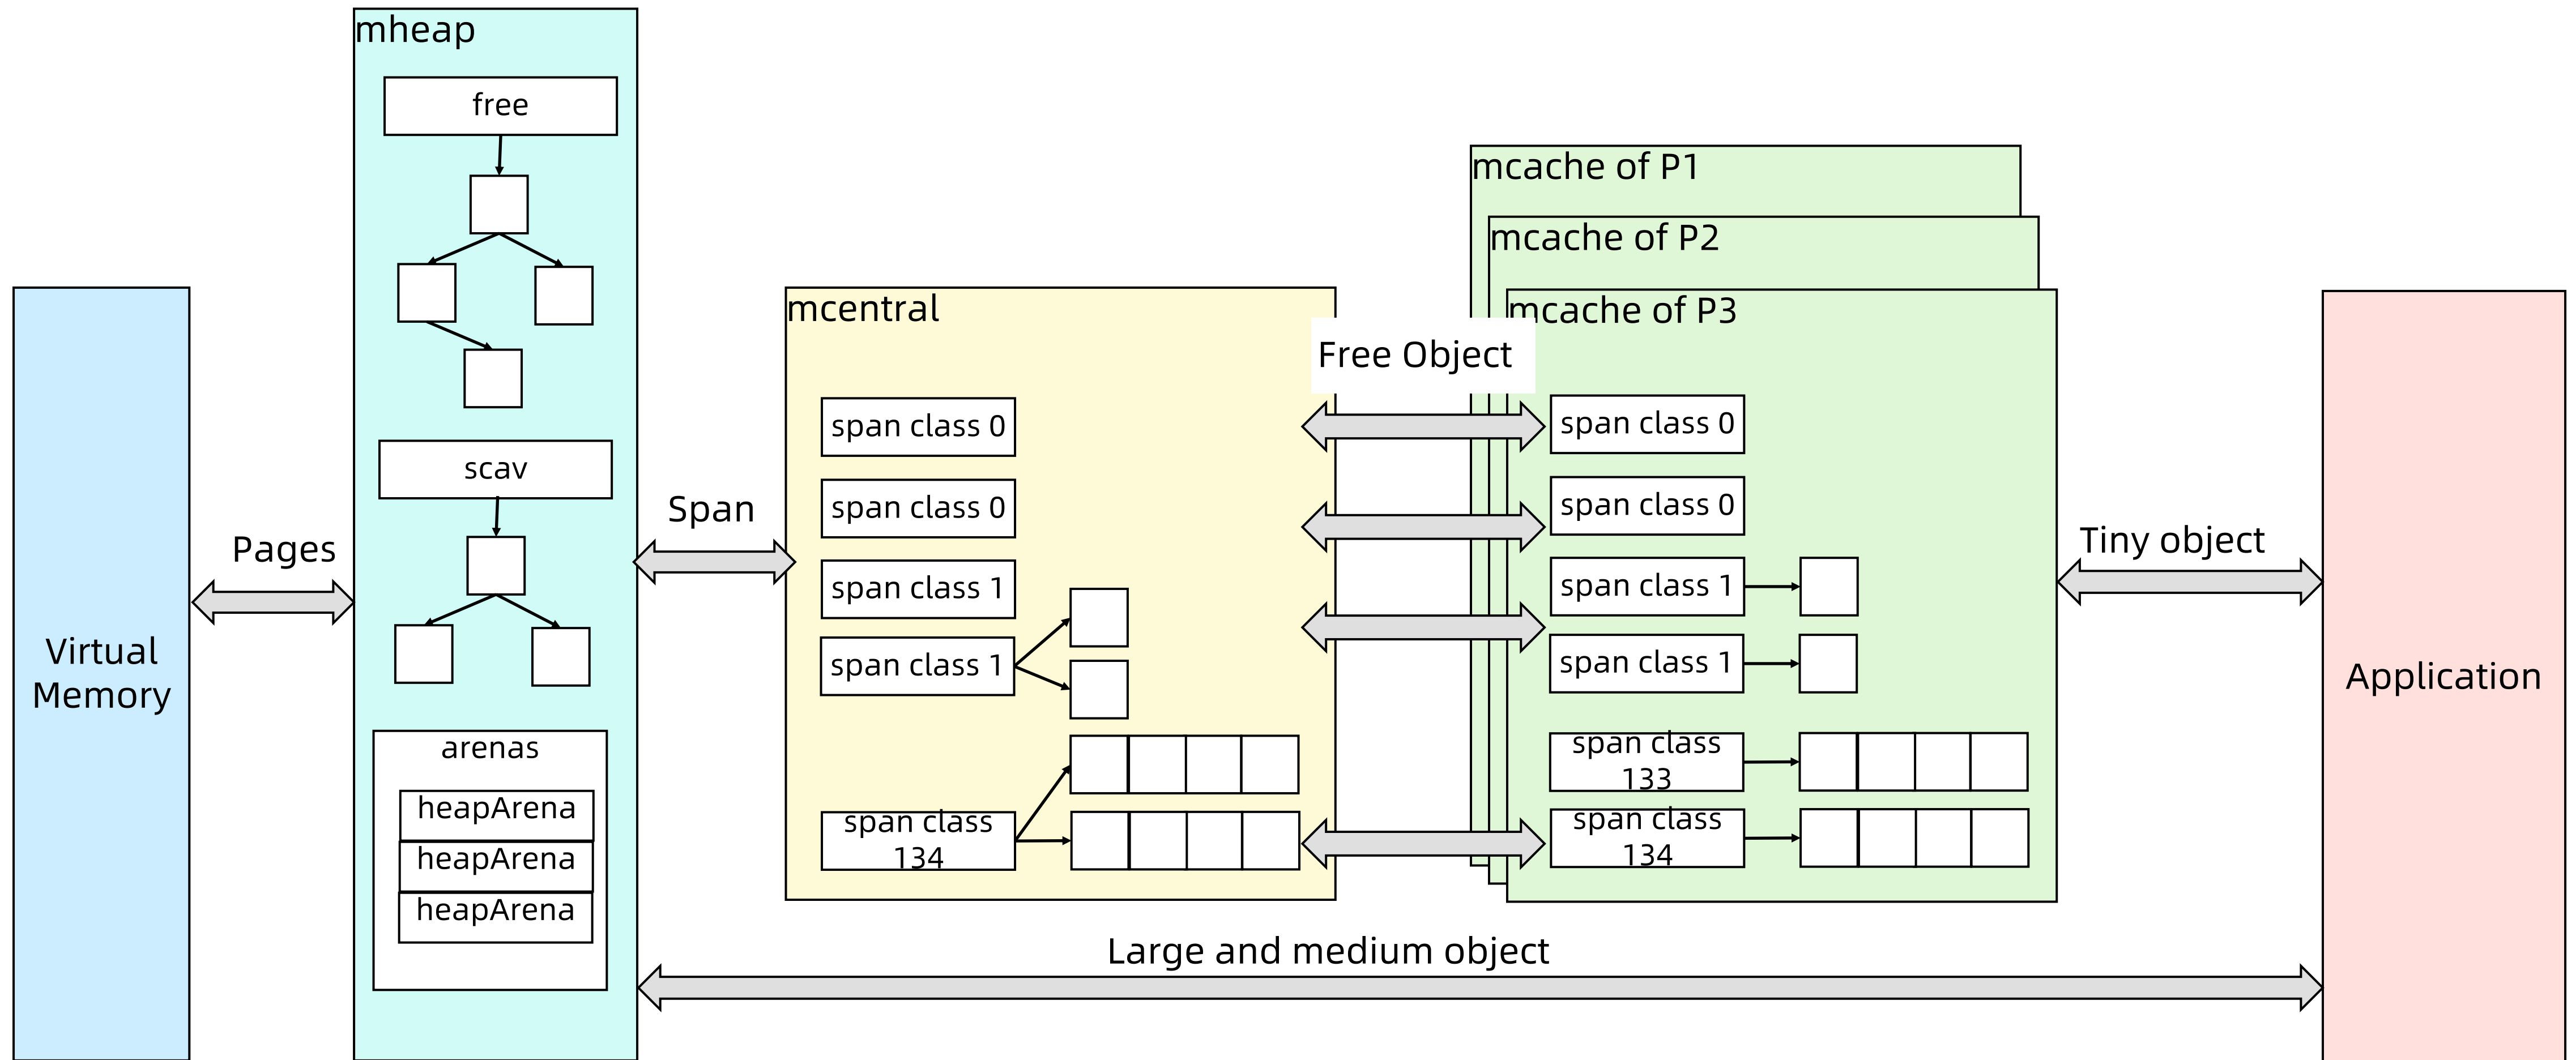 mheap
free
scav
arenas
heapArena
heapArena
heapArena
Virtual
Memory
Pages
Span
mcentral
span class 0
span class 0
span class 1
span class 1
span class
134
Free Object
mcache of P1
mcache of P2
mcache of P3
span class 0
span class 0
span class 1
span class 1
span class
133
span class
134
Tiny object
Application
Large and medium object